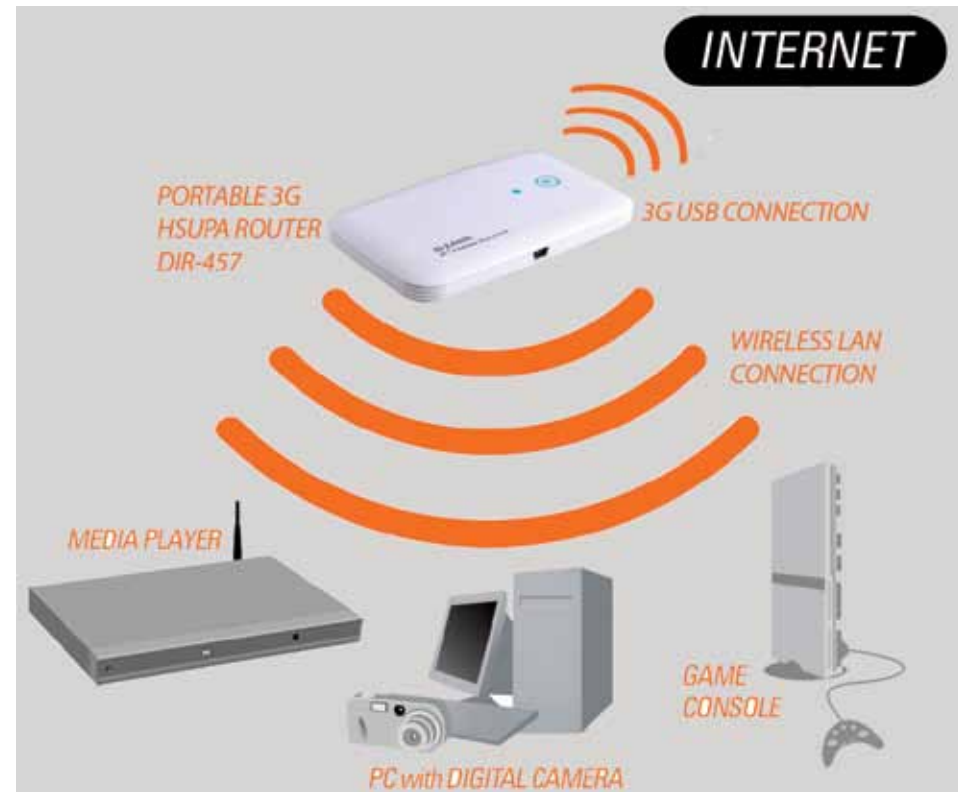 INTERNET
PORTABLE 3G
HSUPA ROUTER
DIR-457
3G USB CONNECTION
WIRELESS LAN
CONNECTION
MEDIA PLAYER
GAME
CONSOLE
PC with DIGITAL CAMERA